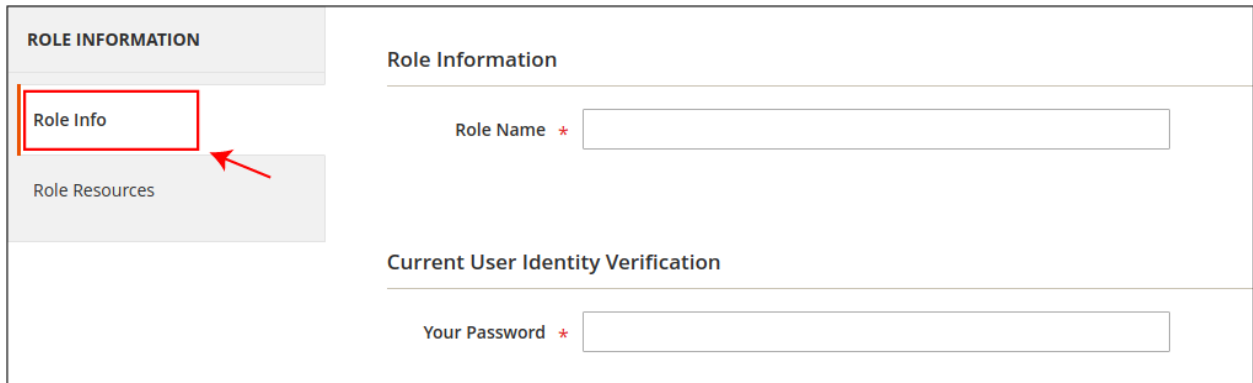 ROLE INFORMATION
Role Info
Role Resources
Role Information
Role Name *
Current User Identity Verification
Your Password *